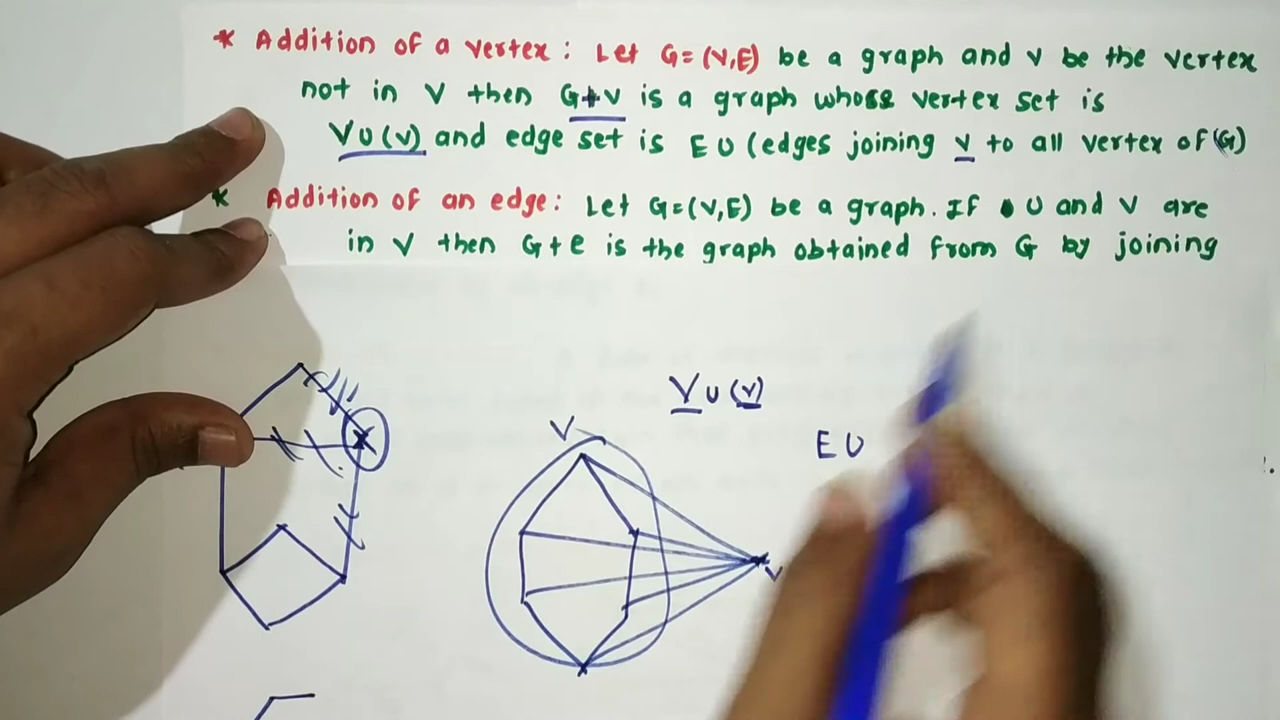 * Addition of a vertex: Let G=(V,E) be a graph and v be the vertex
not in V then G+v is a graph whose vertex set is
VU(v) and edge set is E U (edges joining v to all vertex of (G)
* Addition of an edge: Let G=(V,E) be a graph. If U and V are
in V then G+e is the graph obtained from G by joining
V U (v)
V
E U
v